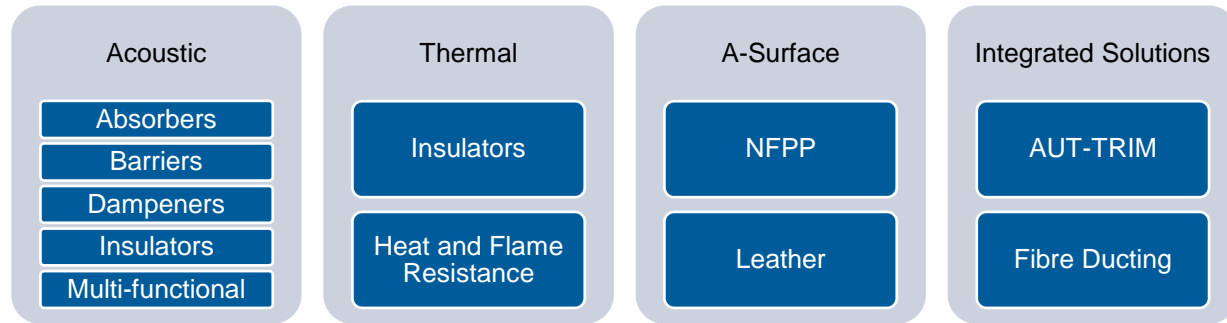 Acoustic
Absorbers
Barriers
Dampeners
Insulators
Multi-functional
Thermal
Insulators
Heat and Flame
Resistance
A-Surface
NFPP
Leather
Integrated Solutions
AUT-TRIM
Fibre Ducting